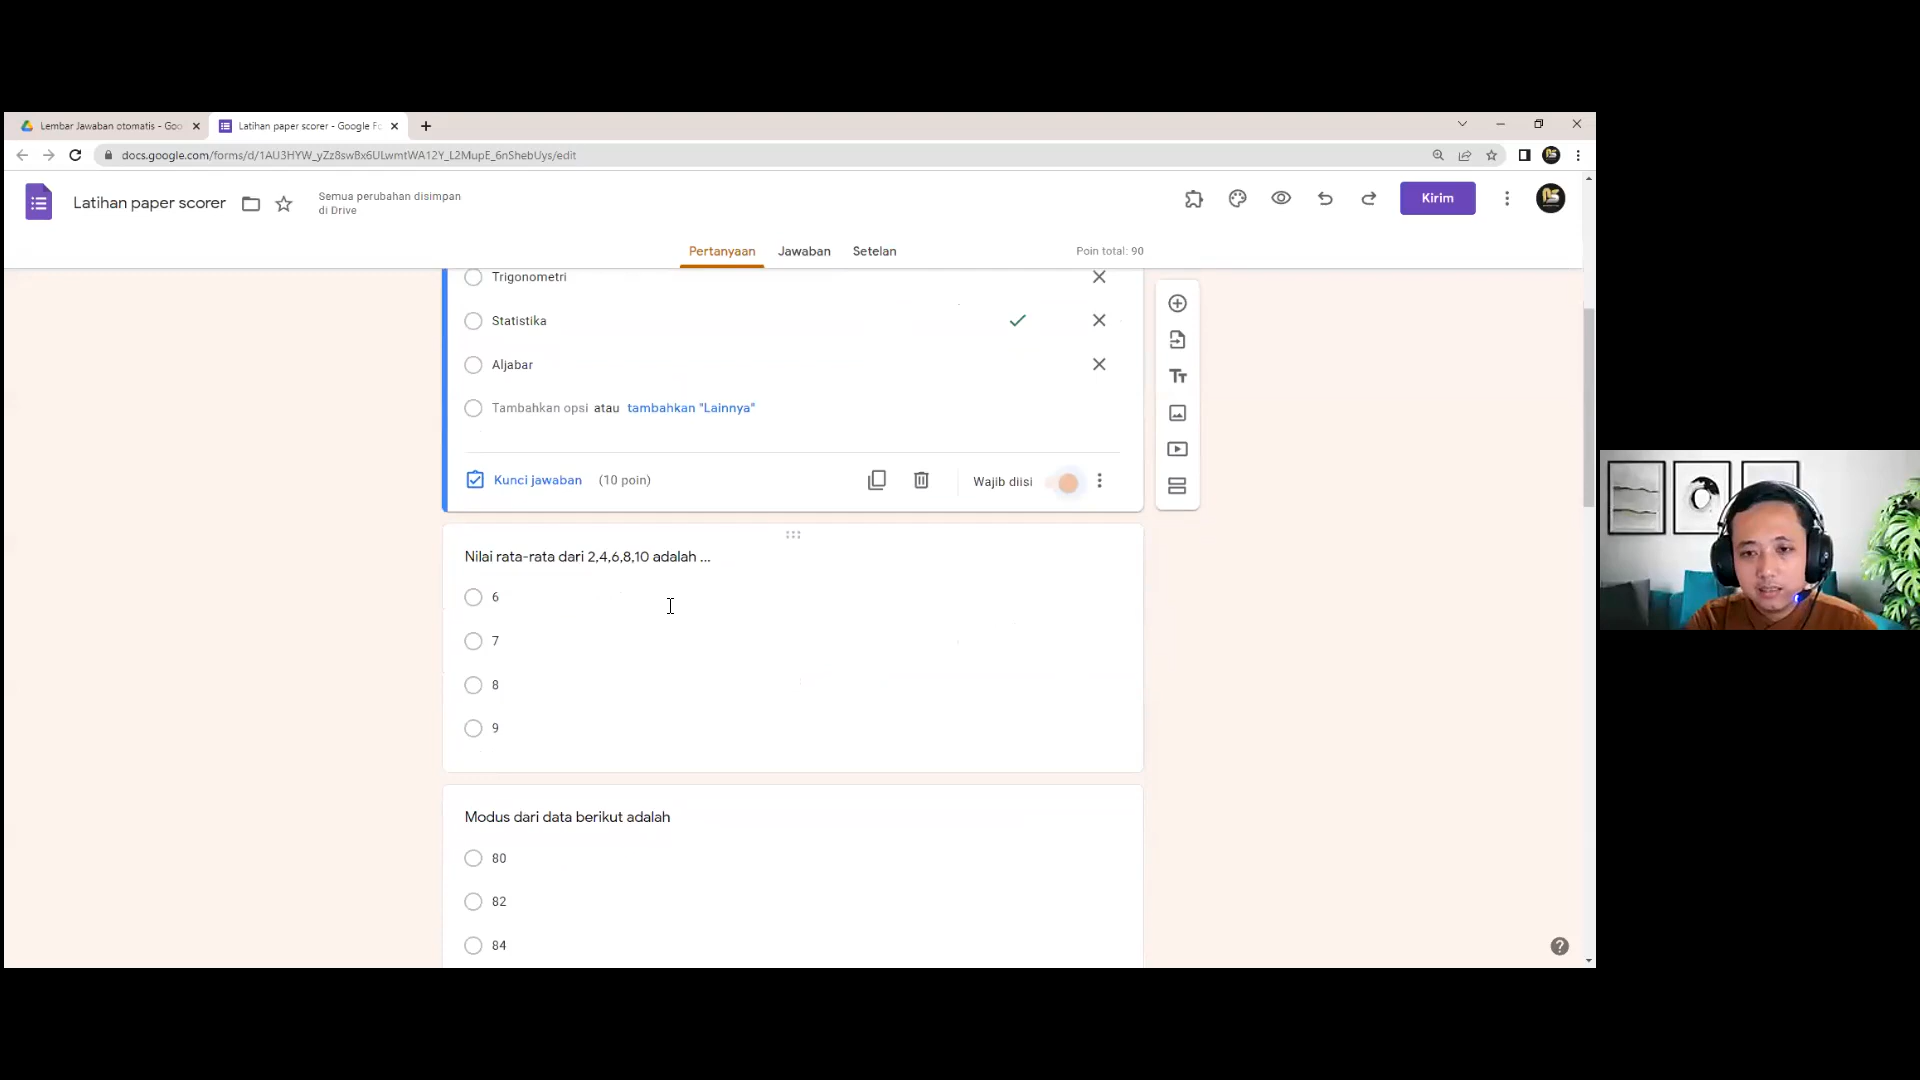 Lembar Jawaban otomatis - Goo
Latihan paper scorer - Google Fo
docs.google.com/forms/d/1AU3HYW_yZz8swBx6ULwmtWA12Y_L2MupE_6nShebUys/edit
Latihan paper scorer
Semua perubahan disimpan
di Drive
Kirim
Pertanyaan
Jawaban
Setelan
Poin total: 90
Trigonometri
Statistika
Aljabar
Tambahkan opsi atau tambahkan "Lainnya"
Kunci jawaban (10 poin)
Wajib diisi
Nilai rata-rata dari 2,4,6,8,10 adalah ...
6
7
8
9
Modus dari data berikut adalah
80
82
84